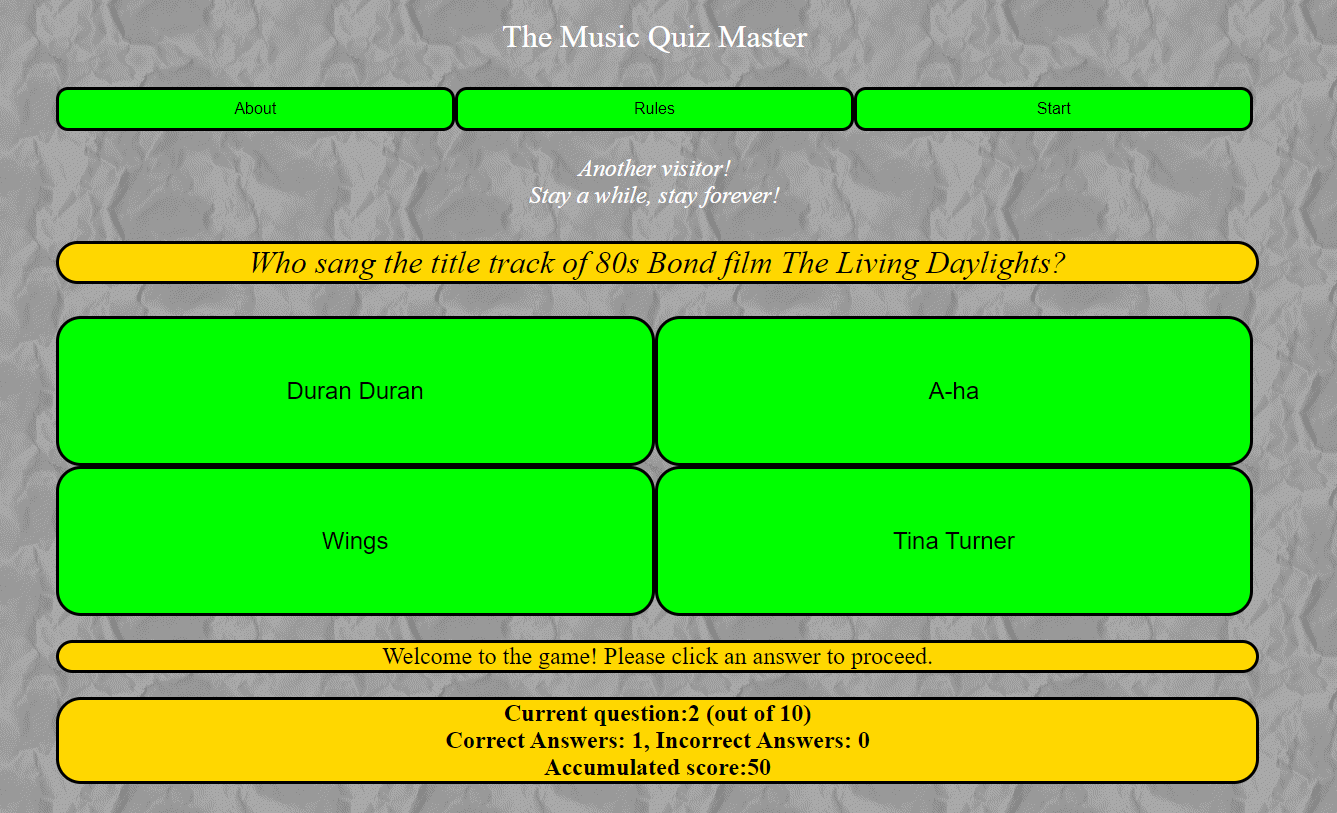 The Music Quiz Master
About
Rules
Start
Another visitor!
Stay a while, stay forever!
Who sang the title track of 80s Bond film The Living Daylights?
Duran Duran
A-ha
Wings
Tina Turner
Welcome to the game! Please click an answer to proceed.
Current question:2 (out of 10)
Correct Answers: 1, Incorrect Answers: 0
Accumulated score:50